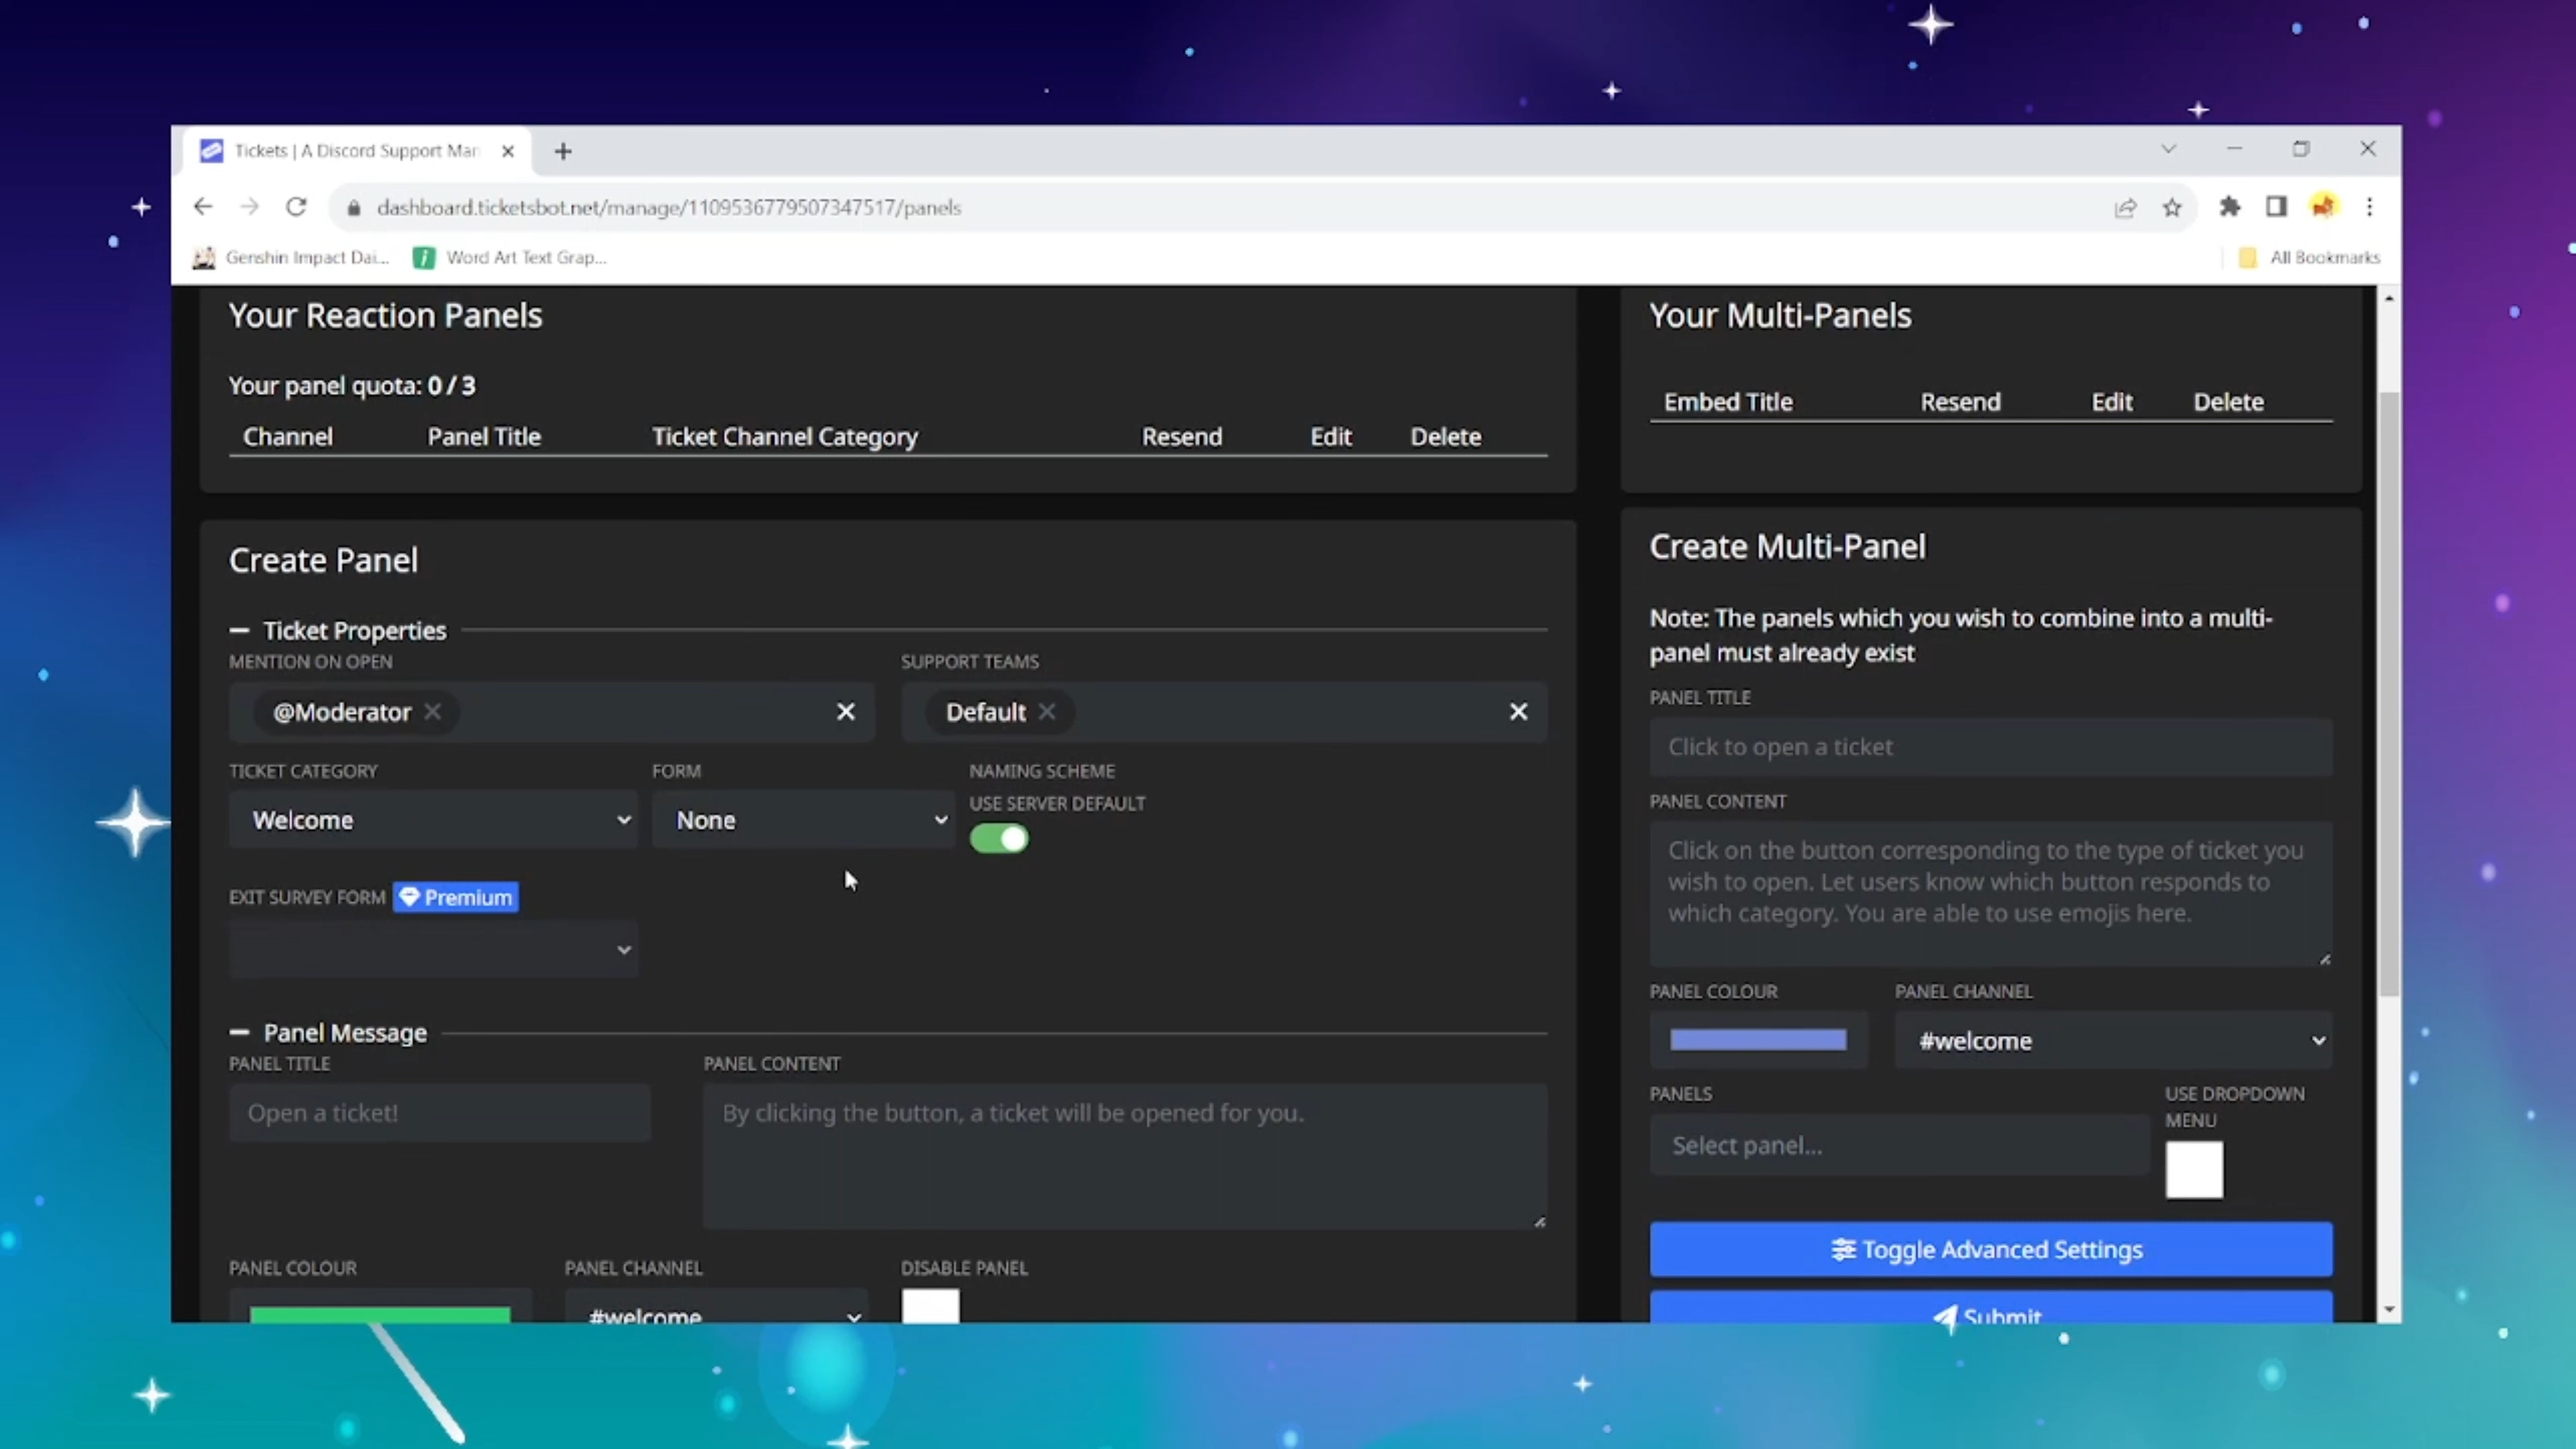 Tickets | A Discord Support Man
dashboard.ticketsbot.net/manage/1109536779507347517/panels
Genshin Impact Dai...
Word Art Text Grap...
All Bookmarks
Your Reaction Panels
Your panel quota: 0 / 3
Channel Panel Title Ticket Channel Category Resend Edit Delete
Create Panel
Ticket Properties
MENTION ON OPEN
@Moderator
SUPPORT TEAMS
Default
TICKET CATEGORY
Welcome
FORM
None
NAMING SCHEME
USE SERVER DEFAULT
EXIT SURVEY FORM Premium
Panel Message
PANEL TITLE
Open a ticket!
PANEL CONTENT
By clicking the button, a ticket will be opened for you.
PANEL COLOUR
PANEL CHANNEL
#welcome
DISABLE PANEL
Your Multi-Panels
Embed Title Resend Edit Delete
Create Multi-Panel
Note: The panels which you wish to combine into a multi-
panel must already exist
PANEL TITLE
Click to open a ticket
PANEL CONTENT
Click on the button corresponding to the type of ticket you
wish to open. Let users know which button responds to
which category. You are able to use emojis here.
PANEL COLOUR
PANEL CHANNEL
#welcome
PANELS
Select panel...
USE DROPDOWN
MENU
Toggle Advanced Settings
Submit